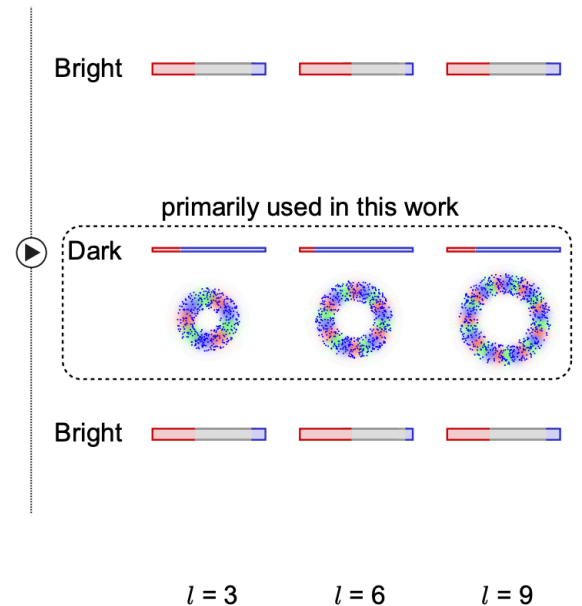 Bright
primarily used in this work
Dark
Bright
l = 3
l = 6
l = 9